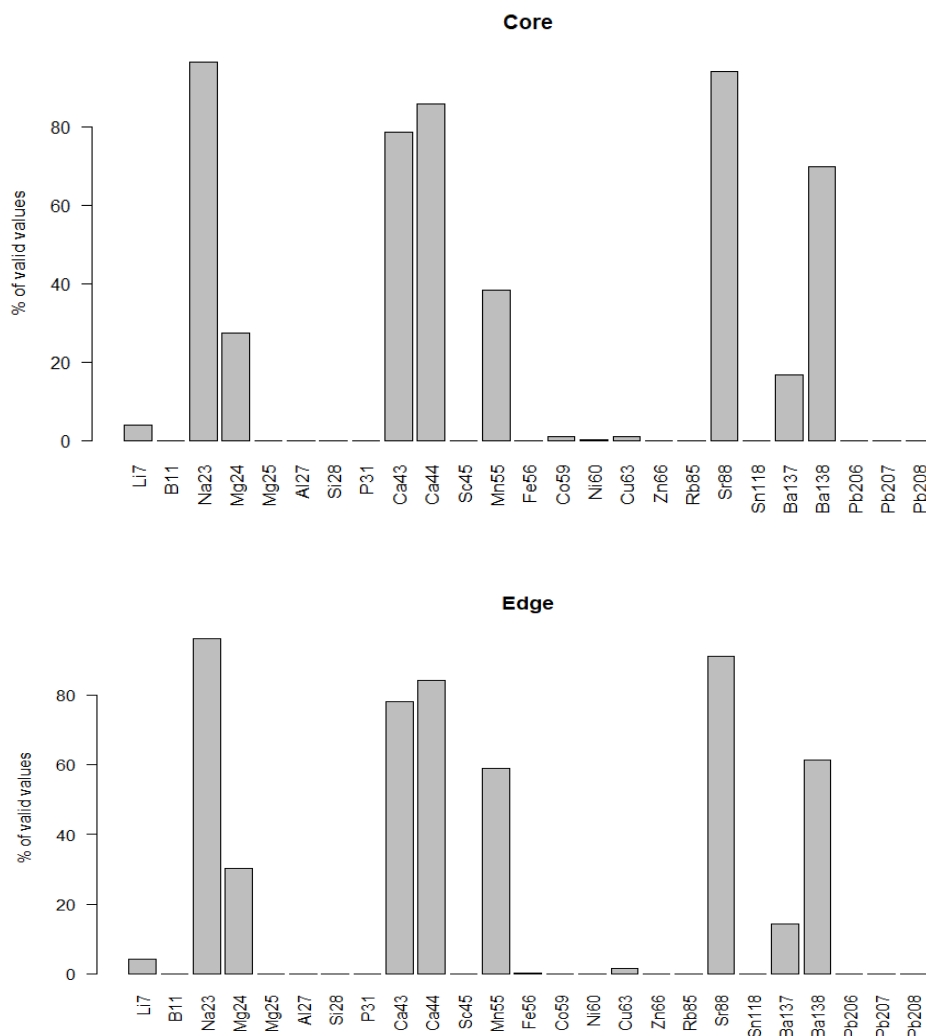 Core
% of valid values
80
60
40
20
0
Li7 B11 Na23 Mg24 Mg25 Al27 Si28 P31 Ca43 Ca44 Sc45 Mn55 Fe56 Co59 Ni60 Cu63 Zn66 Rb85 Sr88 Sn118 Ba137 Ba138 Pb206 Pb207 Pb208
Edge
% of valid values
80
60
40
20
0
Li7 B11 Na23 Mg24 Mg25 Al27 Si28 P31 Ca43 Ca44 Sc45 Mn55 Fe56 Co59 Ni60 Cu63 Zn66 Rb85 Sr88 Sn118 Ba137 Ba138 Pb206 Pb207 Pb208